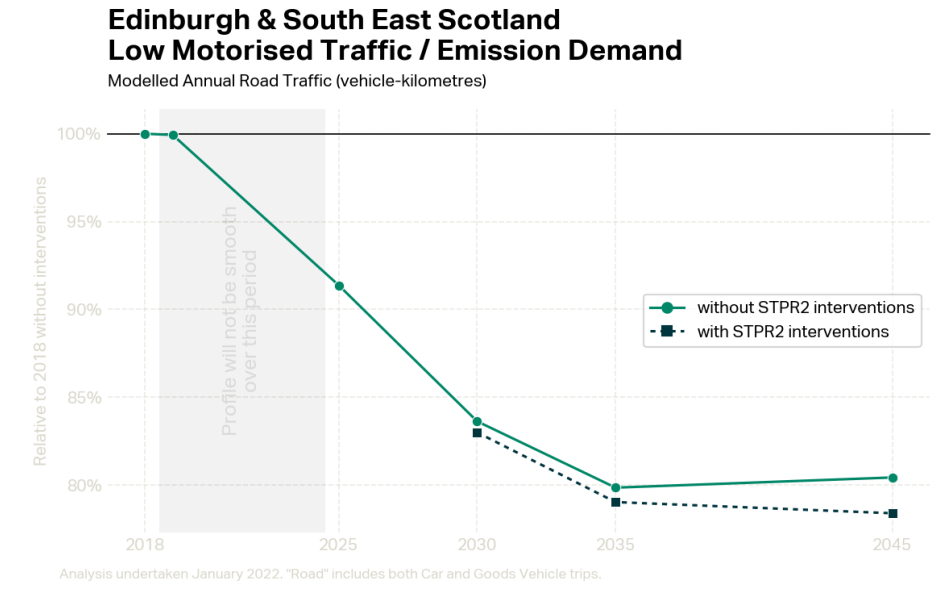 Edinburgh & South East Scotland
Low Motorised Traffic / Emission Demand
Modelled Annual Road Traffic (vehicle-kilometres)
100%
95%
90%
85%
80%
Relative to 2018 without interventions
Profile will not be smooth
over this period
without STPR2 interventions
with STPR2 interventions
2018
2025
2030
2035
2045
Analysis undertaken January 2022. "Road" includes both Car and Goods Vehicle trips.